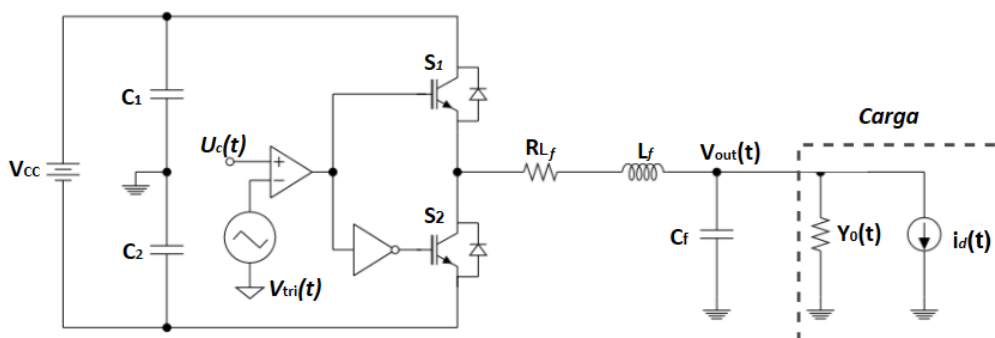 S1
Carga
C1
Uc(t)
RLf
Lf
Vout(t)
+
Vcc
−
S2
Cf
Y0(t)
id(t)
C2
Vtri(t)